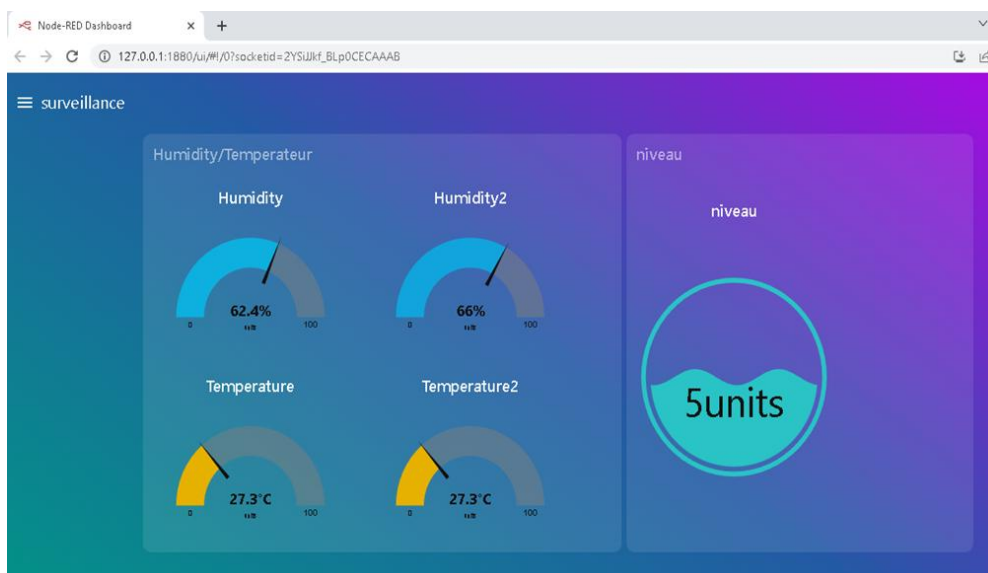 Node-RED Dashboard
127.0.0.1:1880/ui/#!/0?socketid=2YSiJJkf_BLp0CECAAAB
surveillance
Humidity/Temperateur
niveau
Humidity
Humidity2
niveau
62.4%
0
100
66%
0
100
Temperature
Temperature2
5units
27.3°C
0
100
27.3°C
0
100